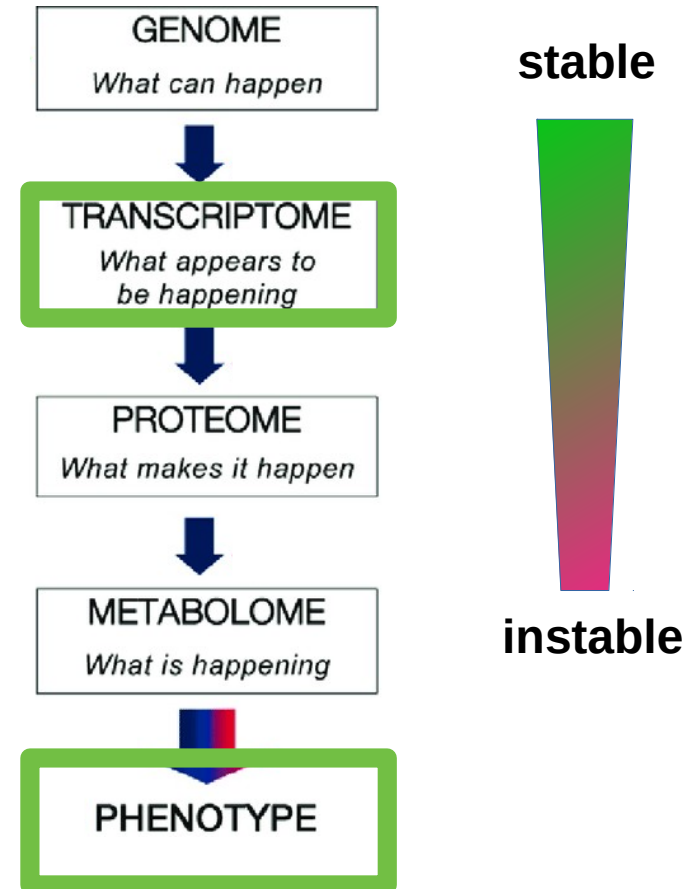 GENOME
What can happen
stable
TRANSCRIPTOME
What appears to
be happening
PROTEOME
What makes it happen
METABOLOME
What is happening
instable
PHENOTYPE